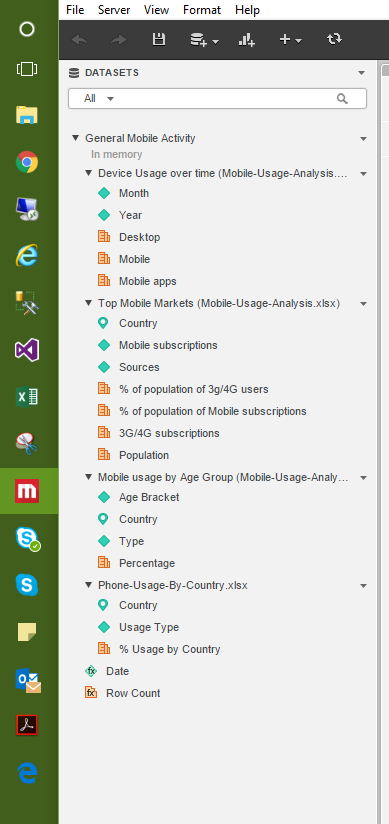 File Server View Format Help
DATASETS
All
General Mobile Activity
In memory
Device Usage over time (Mobile-Usage-Analysis....
Month
Year
Desktop
Mobile
Mobile apps
Top Mobile Markets (Mobile-Usage-Analysis.xlsx)
Country
Mobile subscriptions
Sources
% of population of 3g/4G users
% of population of Mobile subscriptions
3G/4G subscriptions
Population
Mobile usage by Age Group (Mobile-Usage-Analy...
Age Bracket
Country
Type
Percentage
Phone-Usage-By-Country.xlsx
Country
Usage Type
% Usage by Country
Date
Row Count